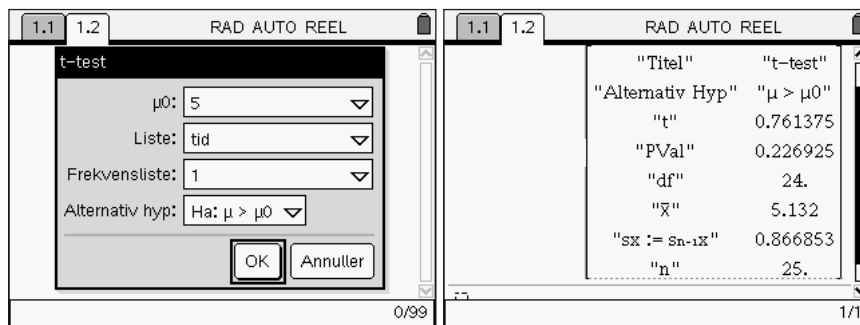 1.1 1.2 RAD AUTO REEL
t-test
μ0: 5
Liste: tid
Frekvensliste: 1
Alternativ hyp: Ha: μ > μ0
OK Annuller
0/99
1.1 1.2 RAD AUTO REEL
"Titel" "t-test"
"Alternativ Hyp" "μ > μ0"
"t" 0.761375
"PVal" 0.226925
"df" 24.
"x̄" 5.132
"sx := sn-1x" 0.866853
"n" 25.
1/1